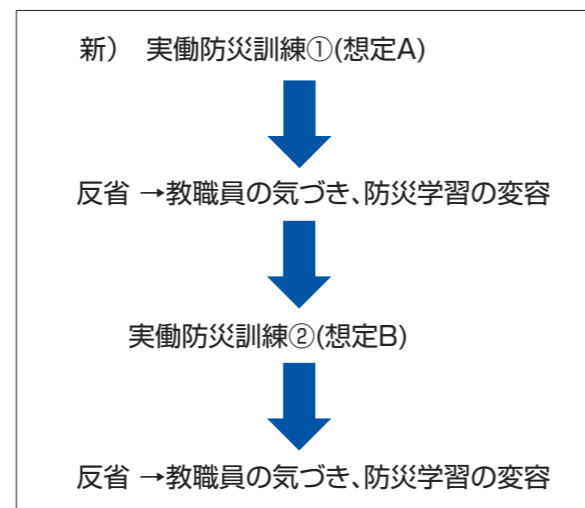 新） 実働防災訓練①(想定A)
反省 →教職員の気づき、防災学習の変容
実働防災訓練②(想定B)
反省 →教職員の気づき、防災学習の変容